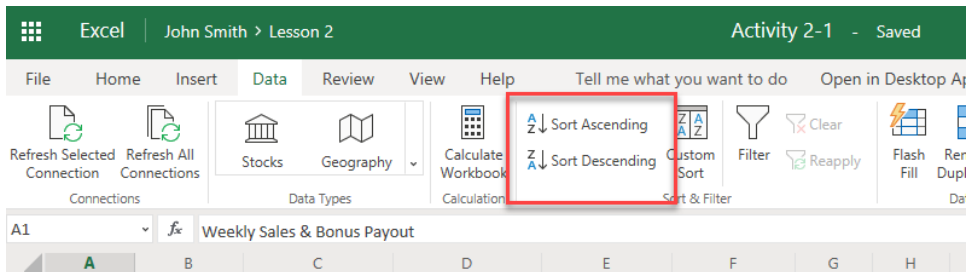 Excel John Smith > Lesson 2 Activity 2-1 - Saved
File Home Insert Data Review View Help Tell me what you want to do Open in Desktop
Refresh Selected Connection
Refresh All Connections
Stocks
Geography
Calculate Workbook
Sort Ascending
Sort Descending
Custom Sort
Filter
Clear
Reapply
Flash Fill
Connections Data Types Calculation Sort & Filter
A1 fx Weekly Sales & Bonus Payout
A B C D E F G H